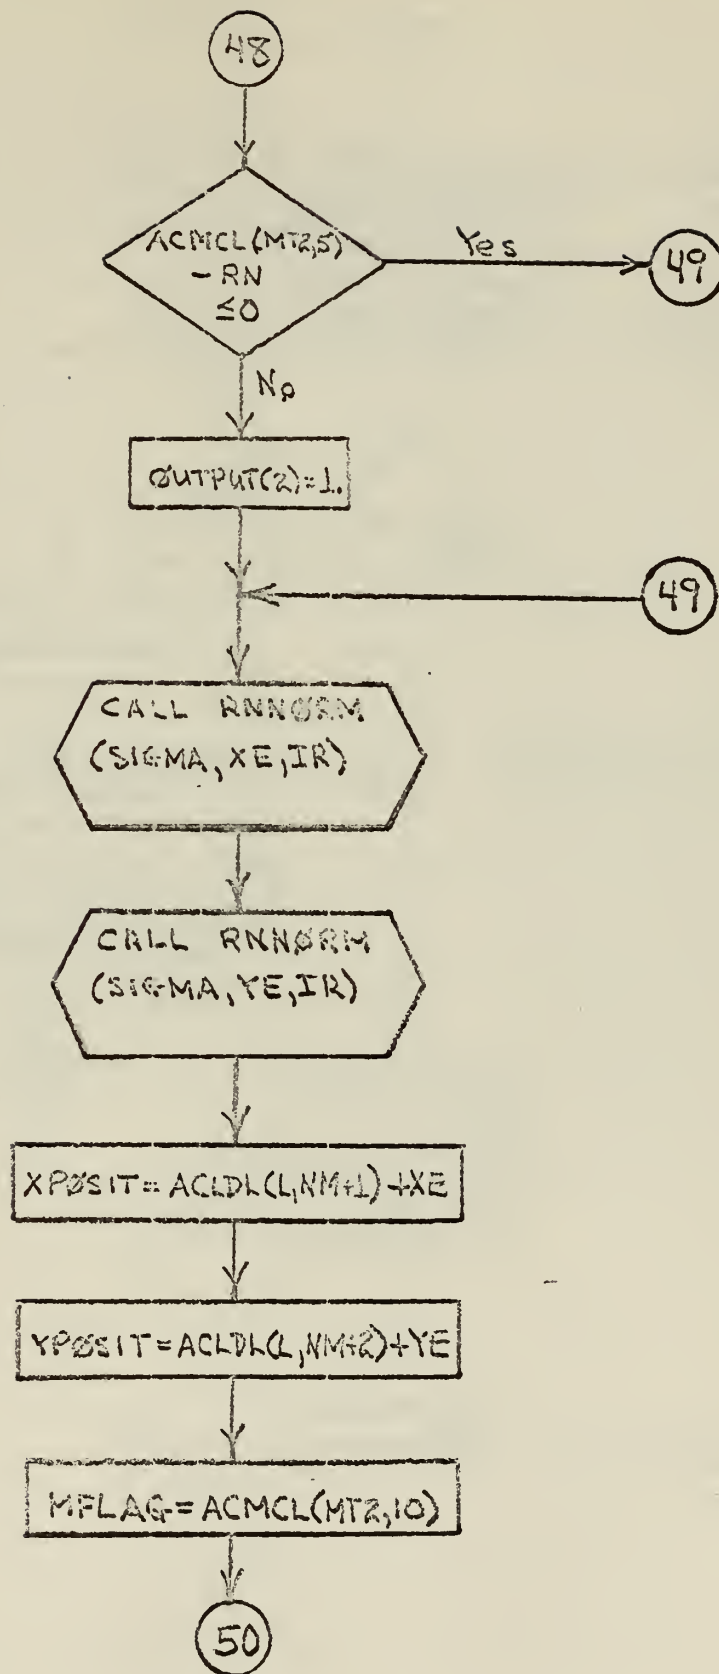 48
ACMCL(MT2,5)
- RN
≤0
Yes
49
NØ
ØUTPUT(2)=1.
49
CALL RNNØRM
(SIGMA, XE, IR)
CALL RNNØRM
(SIGMA, YE, IR)
XPØSIT=ACLDL(L,NM+1)+XE
YPØSIT=ACLDL(L,NM+2)+YE
MFLAG=ACMCL(MT2,10)
50